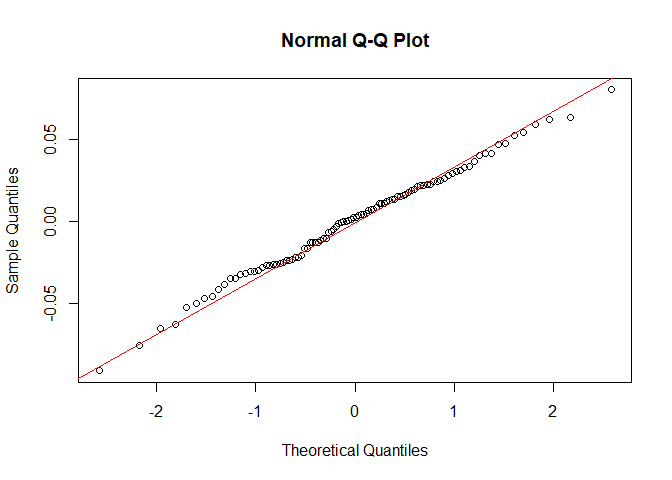 Normal Q-Q Plot
Sample Quantiles
0.05
0.00
-0.05
-2 -1 0 1 2
Theoretical Quantiles